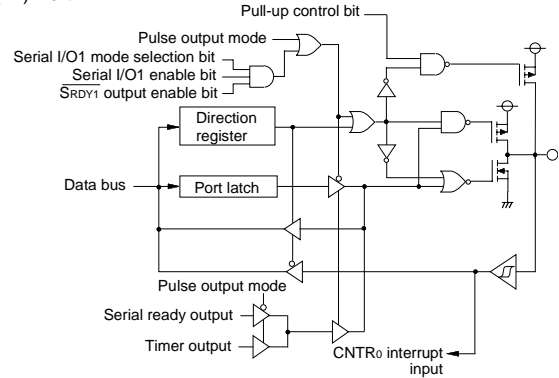 Pull-up control bit
Pulse output mode
Serial I/O1 mode selection bit
Serial I/O1 enable bit
SRDY1 output enable bit
Direction
register
Data bus
Port latch
Pulse output mode
Serial ready output
Timer output
CNTR0 interrupt
input